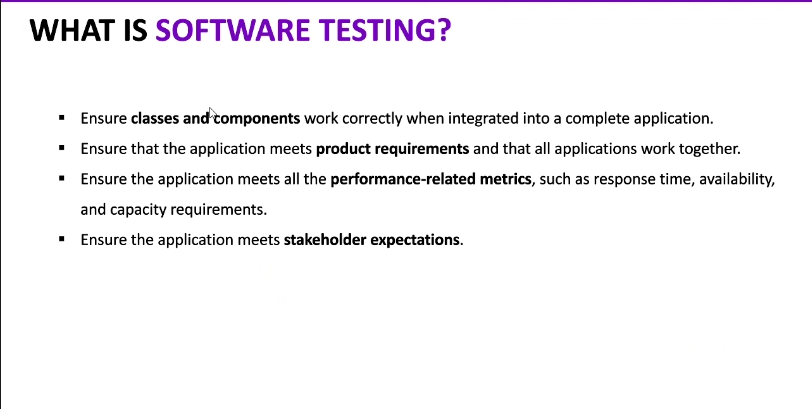 WHAT IS SOFTWARE TESTING?
▪ Ensure classes and components work correctly when integrated into a complete application.
▪ Ensure that the application meets product requirements and that all applications work together.
▪ Ensure the application meets all the performance-related metrics, such as response time, availability,
and capacity requirements.
▪ Ensure the application meets stakeholder expectations.